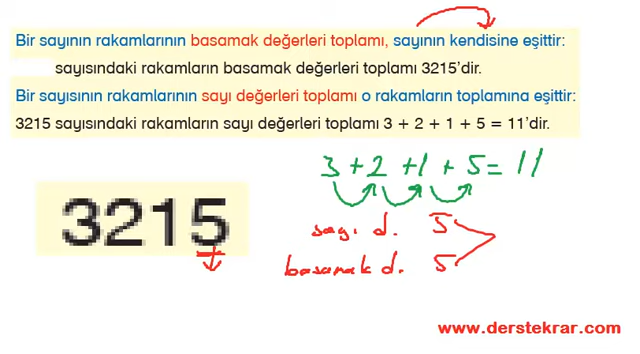 Bir sayının rakamlarının basamak değerleri toplamı, sayının kendisine eşittir:
sayısındaki rakamların basamak değerleri toplamı 3215'dir.
Bir sayısının rakamlarının sayı değerleri toplamı o rakamların toplamına eşittir:
3215 sayısındaki rakamların sayı değerleri toplamı 3 + 2 + 1 + 5 = 11'dir.
3 + 2 + 1 + 5 = 11
3215
sayı d. 5
basamak d. 5
www.derstekrar.com